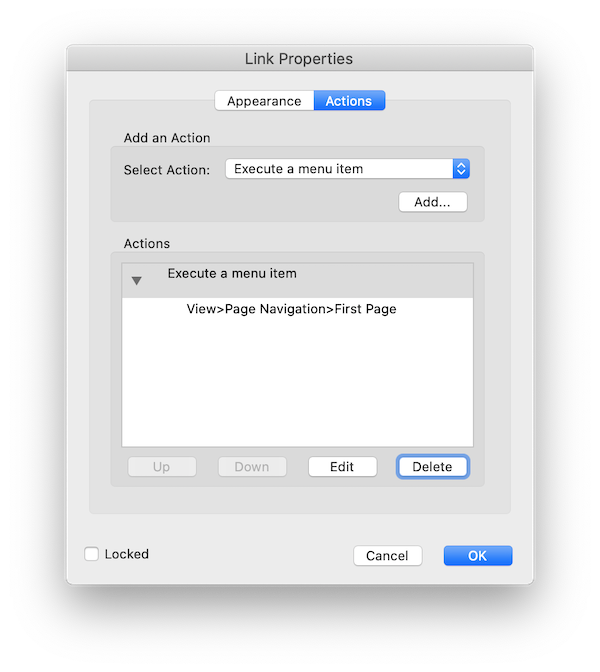 Link Properties
Appearance Actions
Add an Action
Select Action: Execute a menu item
Add...
Actions
Execute a menu item
View>Page Navigation>First Page
Up Down Edit Delete
Locked Cancel OK